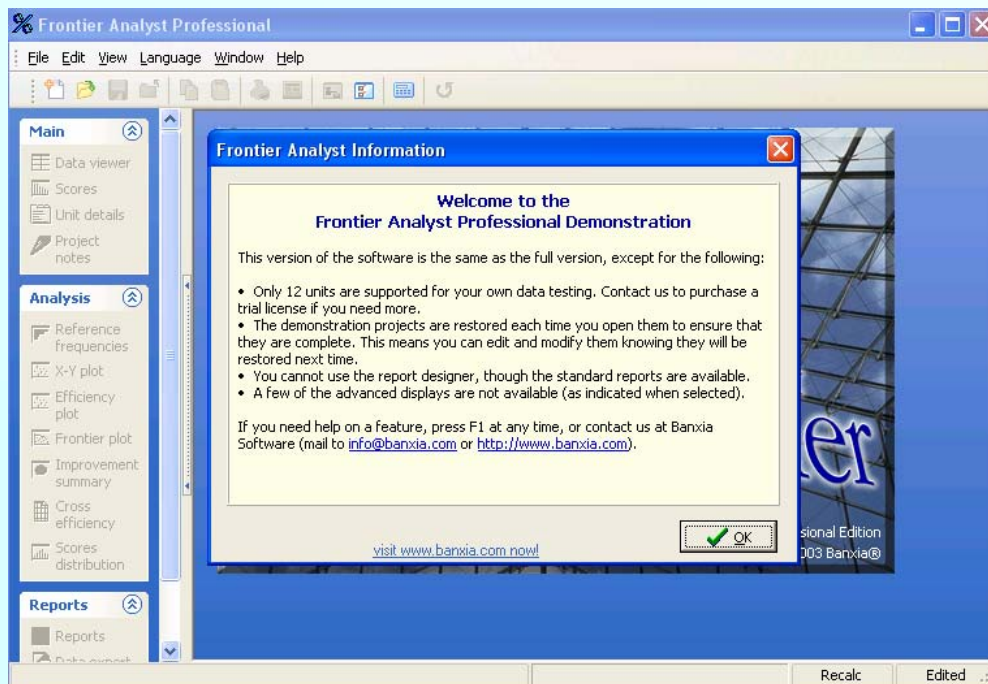 Frontier Analyst Professional
File Edit View Language Window Help
Main
Data viewer
Scores
Unit details
Project
notes
Analysis
Reference
frequencies
X-Y plot
Efficiency
plot
Frontier plot
Improvement
summary
Cross
efficiency
Scores
distribution
Reports
Reports
Data export
Frontier Analyst Information
Welcome to the
Frontier Analyst Professional Demonstration
This version of the software is the same as the full version, except for the following:
• Only 12 units are supported for your own data testing. Contact us to purchase a
trial license if you need more.
• The demonstration projects are restored each time you open them to ensure that
they are complete. This means you can edit and modify them knowing they will be
restored next time.
• You cannot use the report designer, though the standard reports are available.
• A few of the advanced displays are not available (as indicated when selected).
If you need help on a feature, press F1 at any time, or contact us at Banxia
Software (mail to info@banxia.com or http://www.banxia.com).
visit www.banxia.com now!
OK
er
sional Edition
003 Banxia®
Recalc Edited